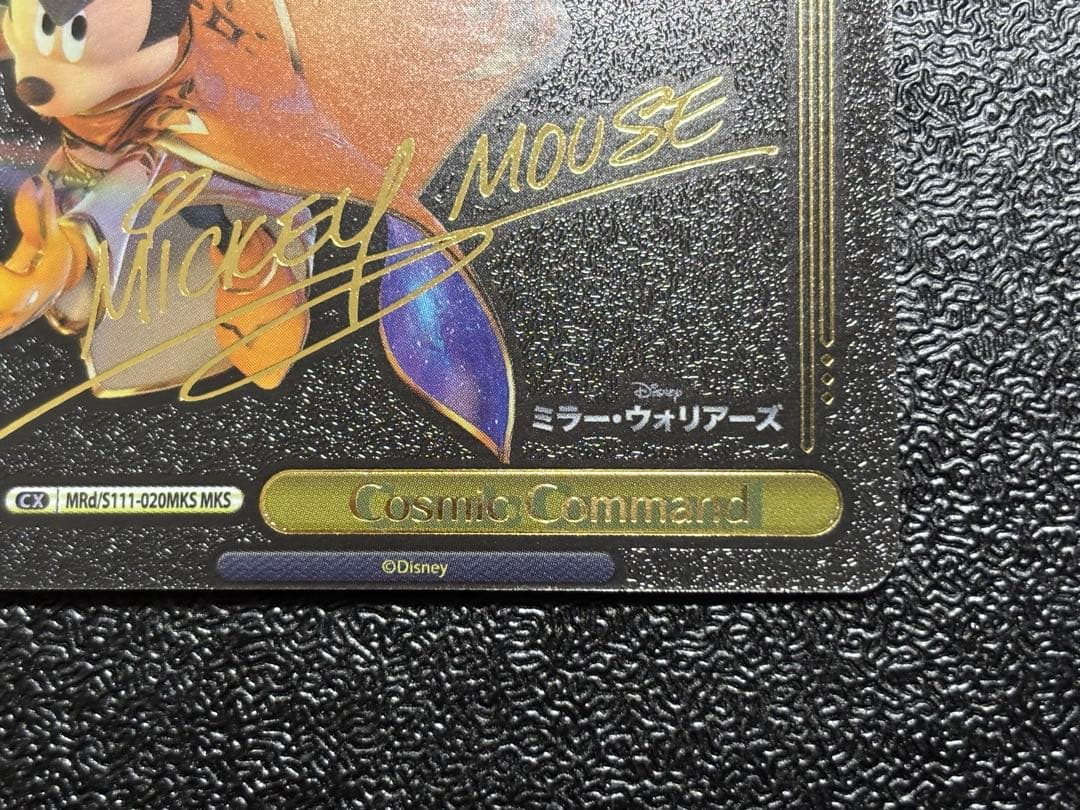 MICKEY MOUSE
Disney
ミラー・ウォリアーズ
CX MRd/S111-020MKS MKS
Cosmic Command
©Disney